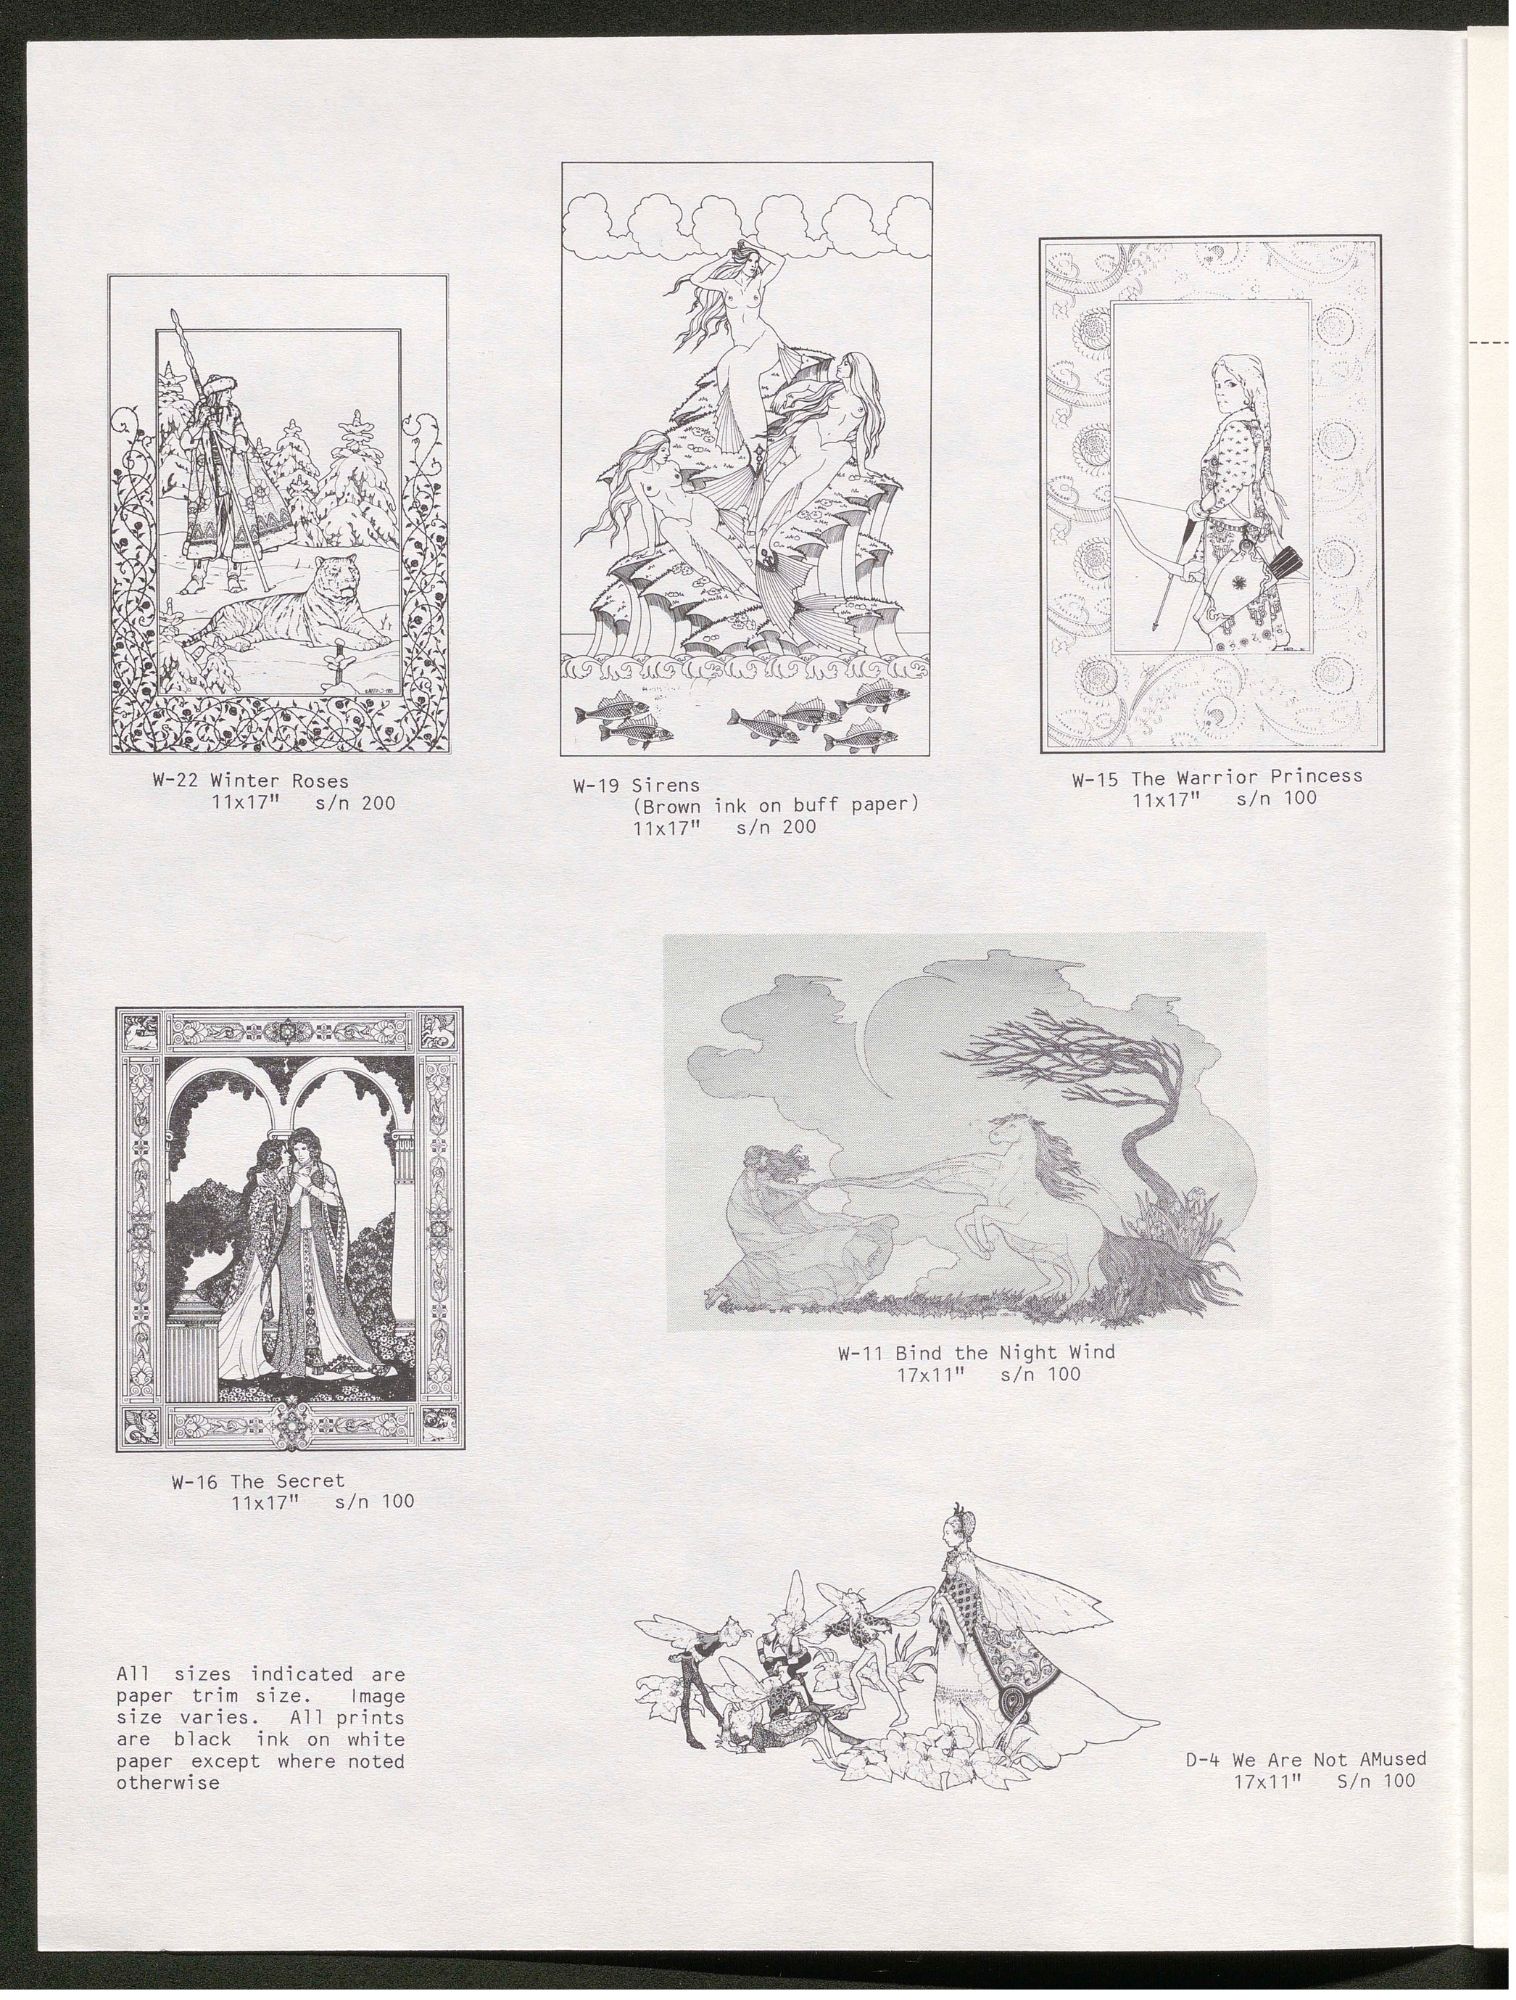 W-22 Winter Roses
11x17" s/n 200
W-19 Sirens
(Brown ink on buff paper)
11x17" s/n 200
W-15 The Warrior Princess
11x17" s/n 100
W-11 Bind the Night Wind
17x11" s/n 100
W-16 The Secret
11x17" s/n 100
All sizes indicated are
paper trim size. Image
size varies. All prints
are black ink on white
paper except where noted
otherwise
D-4 We Are Not AMused
17x11" S/n 100